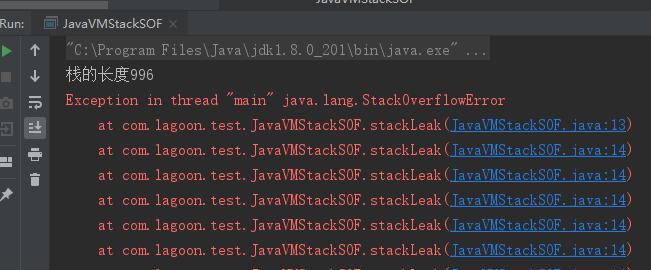 JavaVMStackSOF
Run: JavaVMStackSOF ×
"C:\Program Files\Java\jdk1.8.0_201\bin\java.exe" ...
栈的长度996
Exception in thread "main" java.lang.StackOverflowError
at com.lagoon.test.JavaVMStackSOF.stackLeak(JavaVMStackSOF.java:13)
at com.lagoon.test.JavaVMStackSOF.stackLeak(JavaVMStackSOF.java:14)
at com.lagoon.test.JavaVMStackSOF.stackLeak(JavaVMStackSOF.java:14)
at com.lagoon.test.JavaVMStackSOF.stackLeak(JavaVMStackSOF.java:14)
at com.lagoon.test.JavaVMStackSOF.stackLeak(JavaVMStackSOF.java:14)
at com.lagoon.test.JavaVMStackSOF.stackLeak(JavaVMStackSOF.java:14)